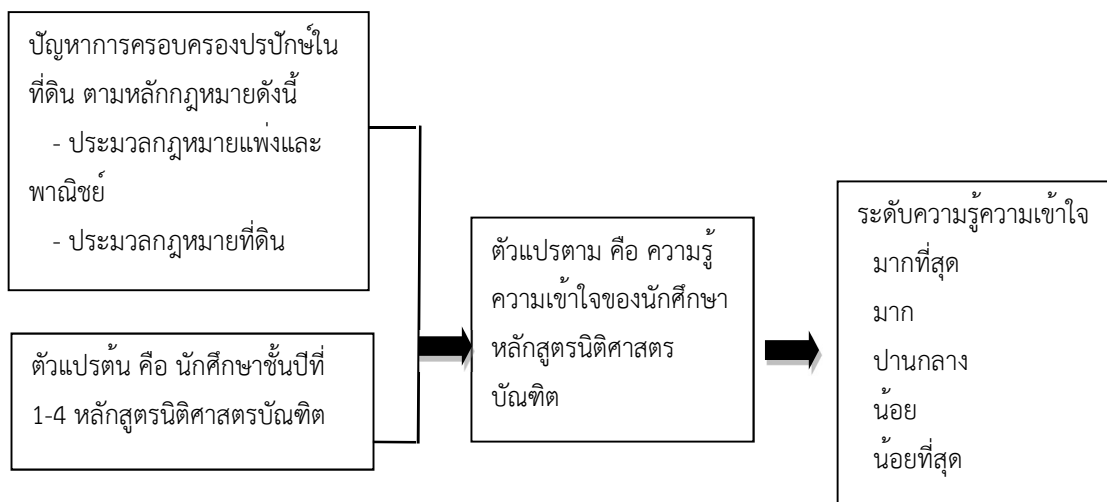 ปัญหาการครอบครองปรปักษ์ใน
ที่ดิน ตามหลักกฎหมายดังนี้
- ประมวลกฎหมายแพ่งและ
พาณิชย์
- ประมวลกฎหมายที่ดิน
ตัวแปรต้น คือ นักศึกษาชั้นปีที่
1-4 หลักสูตรนิติศาสตรบัณฑิต
ตัวแปรตาม คือ ความรู้
ความเข้าใจของนักศึกษา
หลักสูตรนิติศาสตร
บัณฑิต
ระดับความรู้ความเข้าใจ
มากที่สุด
มาก
ปานกลาง
น้อย
น้อยที่สุด